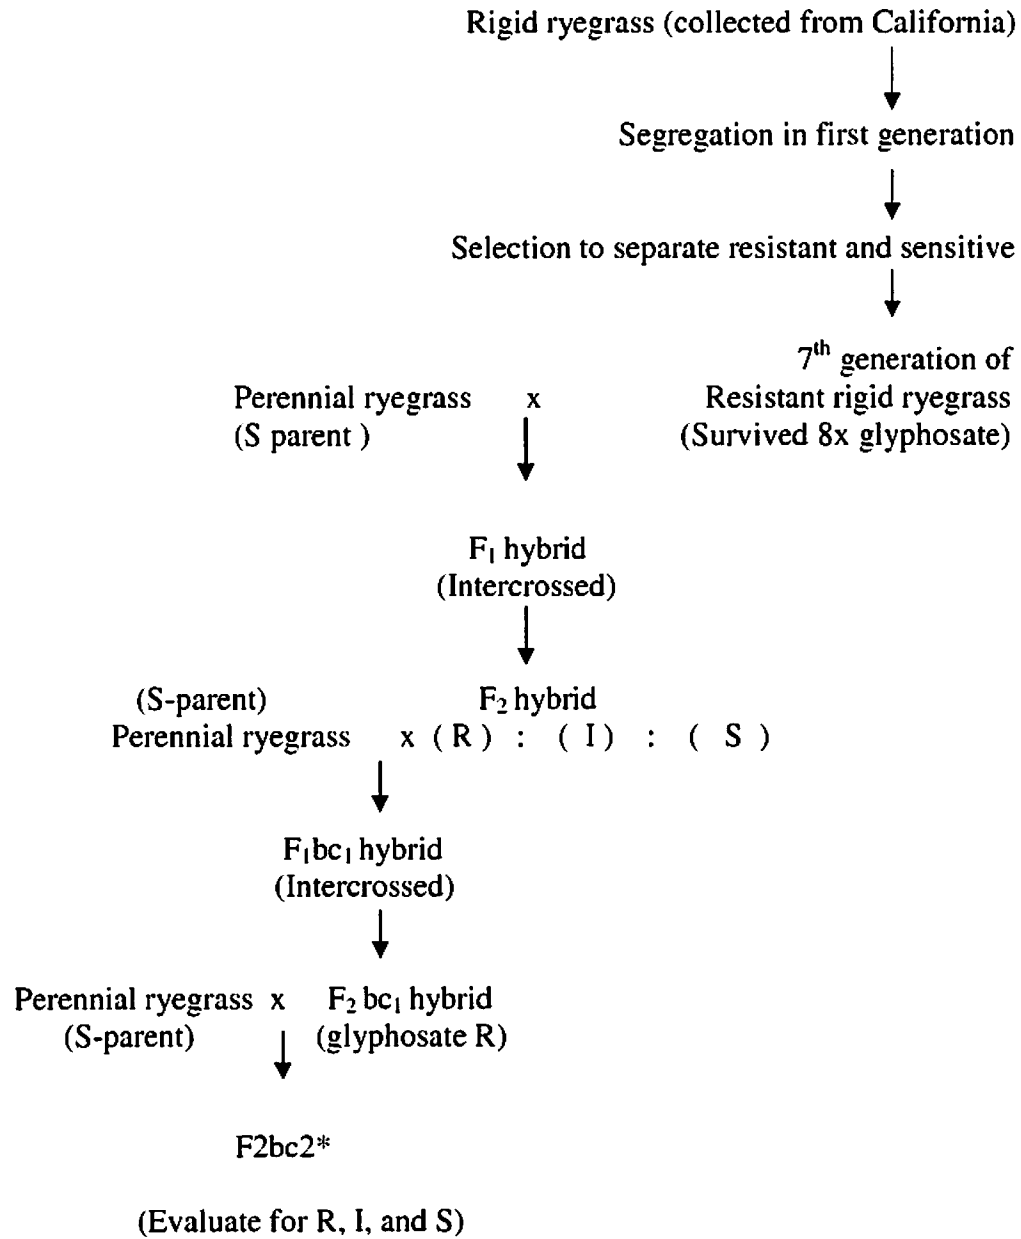 Rigid ryegrass (collected from California)
Segregation in first generation
Selection to separate resistant and sensitive
7th generation of
Perennial ryegrass x Resistant rigid ryegrass
(S parent ) (Survived 8x glyphosate)
F1 hybrid
(Intercrossed)
(S-parent) F2 hybrid
Perennial ryegrass x ( R ) : ( I ) : ( S )
F1bc1 hybrid
(Intercrossed)
Perennial ryegrass x F2 bc1 hybrid
(S-parent) (glyphosate R)
F2bc2*
(Evaluate for R, I, and S)